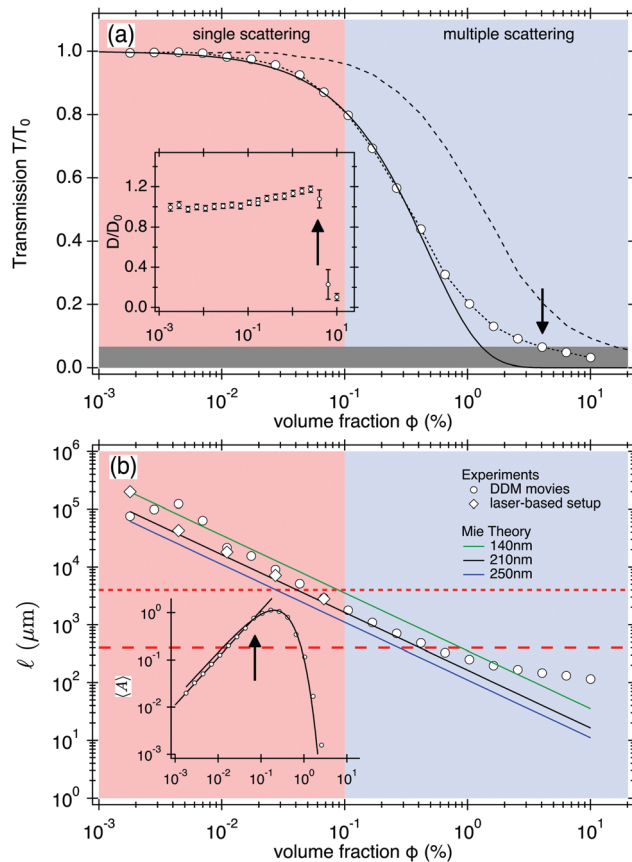 (a)
single scattering
multiple scattering
Transmission T/T₀
1.0
0.8
0.6
0.4
0.2
0.0
D/D₀
1.2
0.8
0.4
0.0
10⁻³ 10⁻¹ 10¹
10⁻³ 10⁻² 10⁻¹ 10⁰ 10¹
volume fraction ϕ (%)
(b)
ℓ (μm)
10⁶
10⁵
10⁴
10³
10²
10¹
10⁰
Experiments
DDM movies
laser-based setup
Mie Theory
140nm
210nm
250nm
⟨A⟩
10⁰
10⁻¹
10⁻³
10⁻³ 10⁻² 10⁻¹ 10⁰ 10¹
10⁻³ 10⁻² 10⁻¹ 10⁰ 10¹
volume fraction ϕ (%)